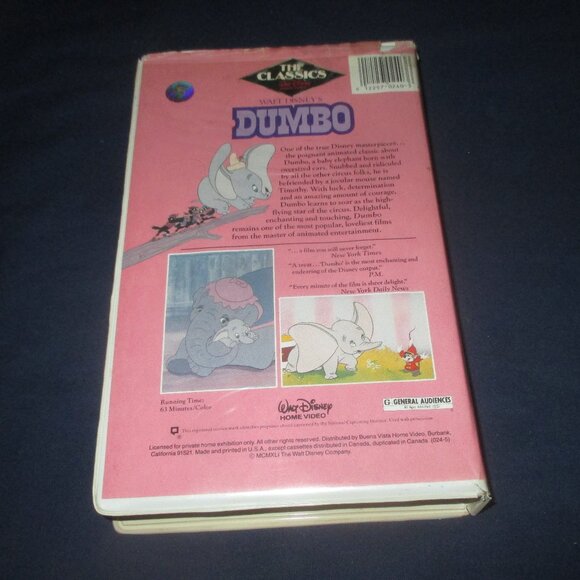 THE
CLASSICS
WALT DISNEY'S
DUMBO
One of the true Disney masterpieces...
the poignant animated classic about
Dumbo, a baby elephant born with
oversized ears. Snubbed and ridiculed
by all the other circus folks, he is
befriended by a jocular mouse named
Timothy. With luck, determination
and an amazing amount of courage,
Dumbo learns to soar as the high-
flying star of the circus. Delightful,
enchanting and touching, Dumbo
remains one of the most popular, loveliest films
from the master of animated entertainment.
"... a film you will never forget."
New York Times
"A treat... 'Dumbo' is the most enchanting and
endearing of the Disney output."
P.M.
"Every minute of the film is sheer delight."
New York Daily News
Running Time:
63 Minutes/Color
Walt Disney
HOME VIDEO
G GENERAL AUDIENCES
All Ages Admitted
Licensed for private home exhibition only. All other rights reserved. Distributed by Buena Vista Home Video, Burbank,
California 91521. Made and printed in U.S.A., except cassettes distributed in Canada, duplicated in Canada. (024-5)
© MCMXLI The Walt Disney Company.